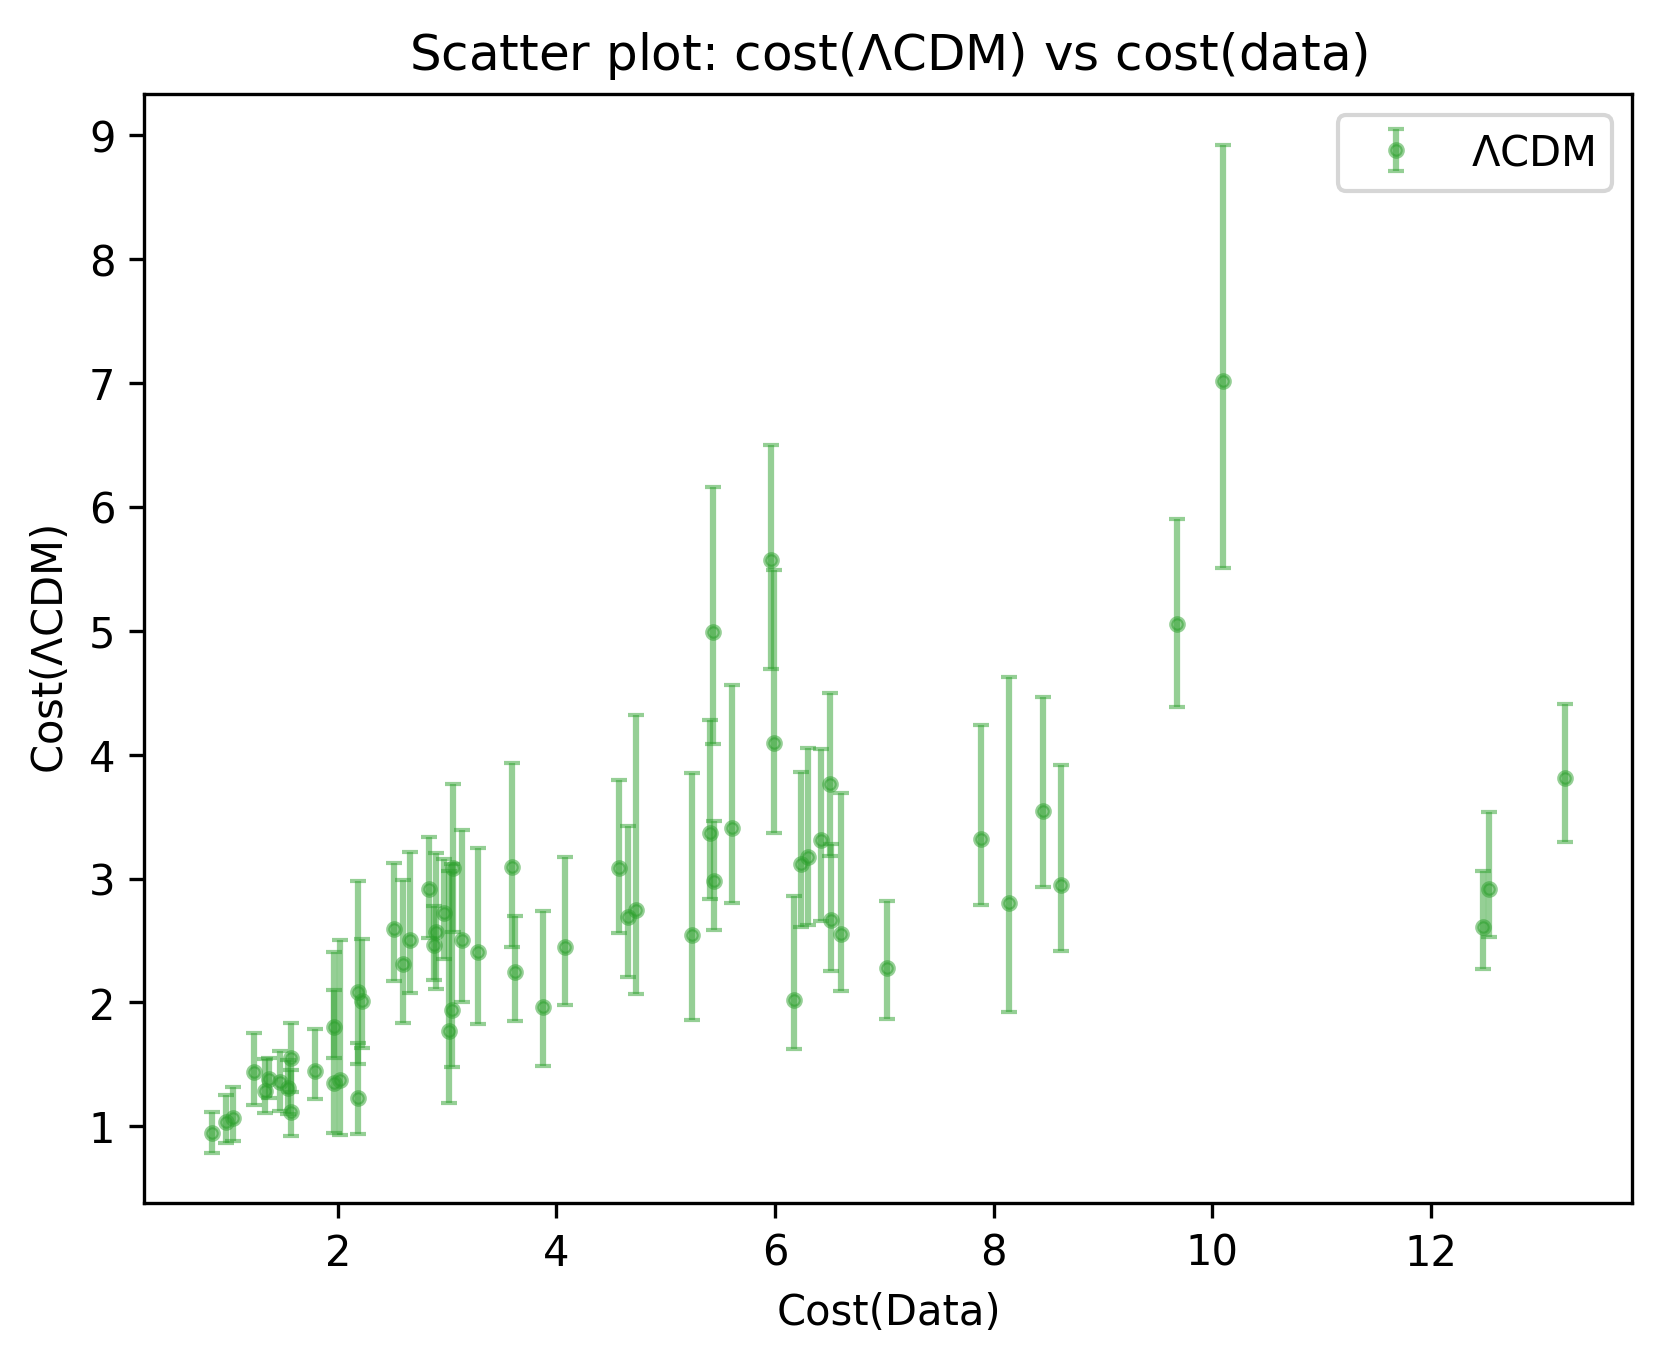 Scatter plot: cost(ΛCDM) vs cost(data)
ΛCDM
Cost(ΛCDM)
9
8
7
6
5
4
3
2
1
2 4 6 8 10 12
Cost(Data)